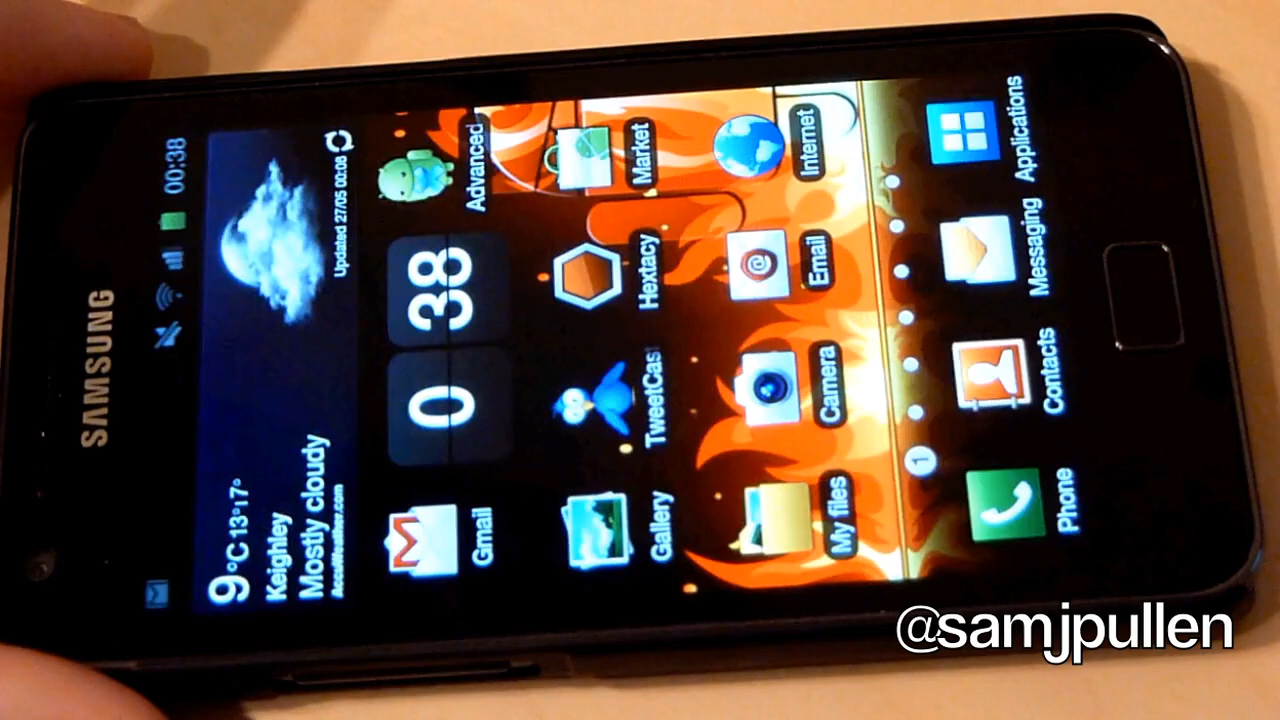 SAMSUNG
00:38
9°C 13°17°
Keighley
Mostly cloudy
AccuWeather.com
Updated 27/05 00:08
Gmail
0 38
Advanced
Gallery
TweetCas
Hextacy
Market
My files
Camera
Email
Internet
1
Phone
Contacts
Messaging
Applications
@samjpullen